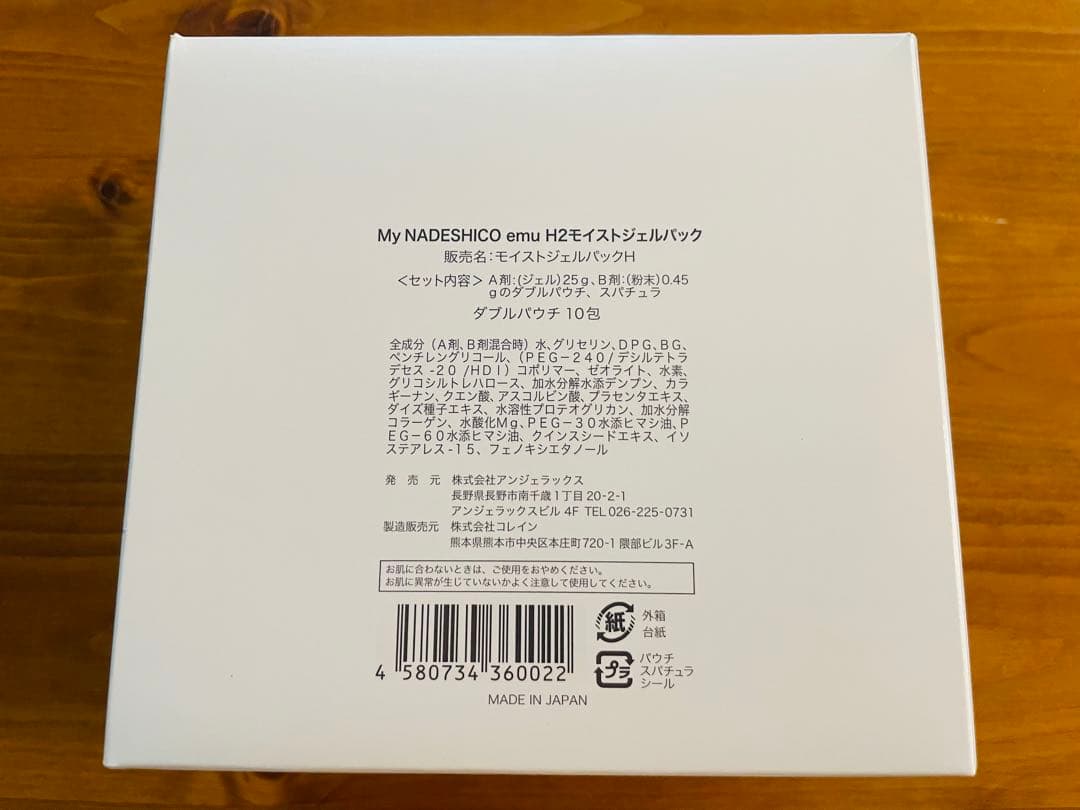 My NADESHICO emu H2モイストジェルパック
販売名:モイストジェルパックH
<セット内容> A剤:(ジェル)25g、B剤:(粉末)0.45
gのダブルパウチ、スパチュラ
ダブルパウチ 10包
全成分(A剤、B剤混合時)水、グリセリン、DPG、BG、
ペンチレングリコール、(PEG-240/デシルテトラ
デセス-20/HDI)コポリマー、ゼオライト、水素、
グリコシルトレハロース、加水分解水添デンプン、カラ
ギーナン、クエン酸、アスコルビン酸、プラセンタエキス、
ダイズ種子エキス、水溶性プロテオグリカン、加水分解
コラーゲン、水酸化Mg、PEG-30水添ヒマシ油、P
EG-60水添ヒマシ油、クインスシードエキス、イソ
ステアレス-15、フェノキシエタノール
発売元 株式会社アンジェラックス
長野県長野市南千歳1丁目20-2-1
アンジェラックスビル 4F TEL 026-225-0731
製造販売元 株式会社コレイン
熊本県熊本市中央区本庄町720-1 隈部ビル3F-A
お肌に合わないときは、ご使用をおやめください。
お肌に異常が生じていないかよく注意して使用してください。
紙 外箱
台紙
プラ パウチ
スパチュラ
シール
4 580734 360022
MADE IN JAPAN